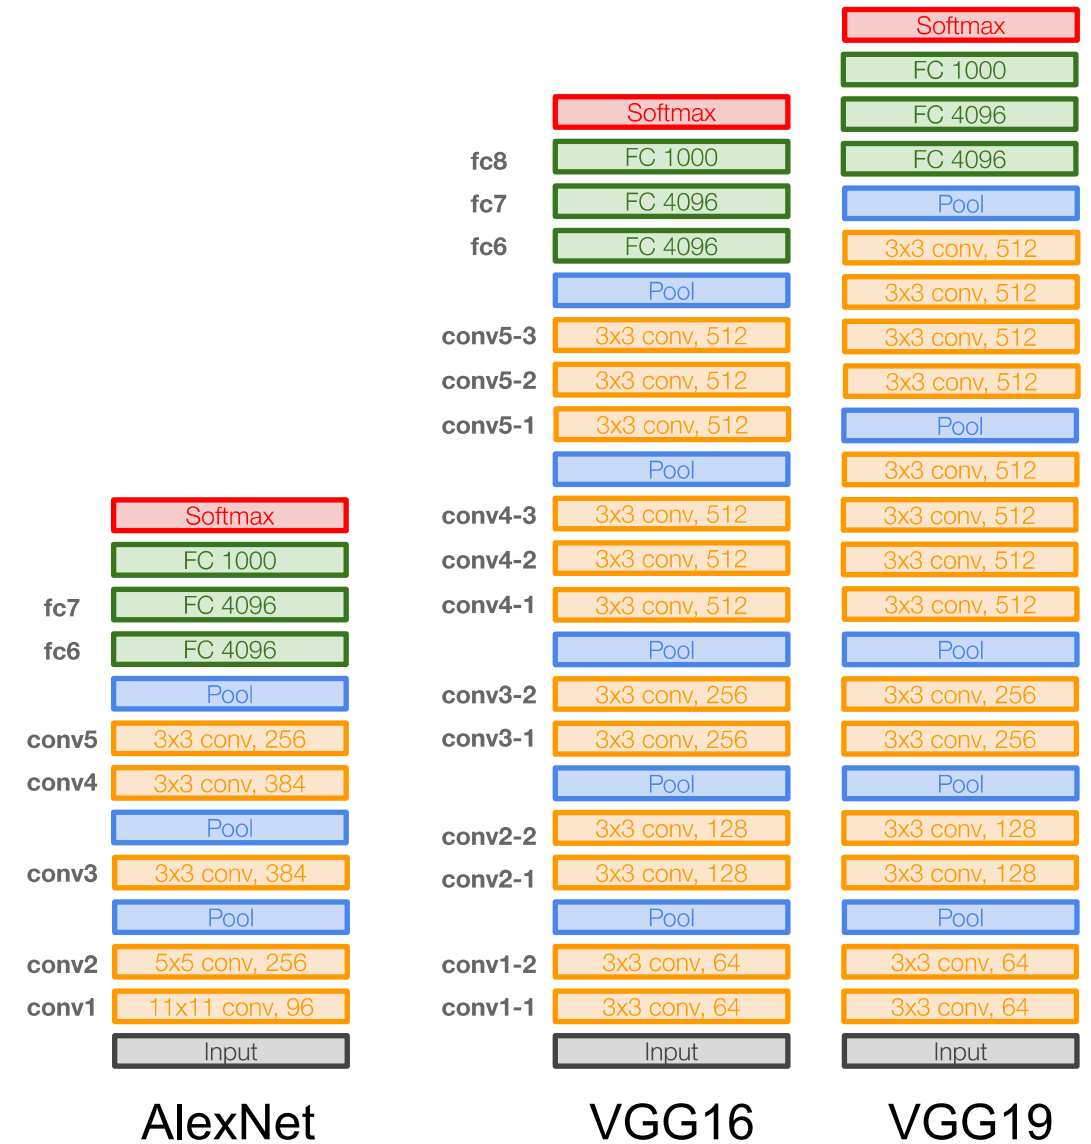 Softmax
FC 1000
FC 4096
fc7
FC 4096
fc6
Pool
3x3 conv, 256
conv5
3x3 conv, 384
conv4
Pool
3x3 conv, 384
conv3
Pool
5x5 conv, 256
conv2
11x11 conv, 96
conv1
Input
AlexNet
Softmax
fc8
FC 1000
fc7
FC 4096
fc6
FC 4096
Pool
conv5-3
3x3 conv, 512
conv5-2
3x3 conv, 512
conv5-1
3x3 conv, 512
Pool
conv4-3
3x3 conv, 512
conv4-2
3x3 conv, 512
conv4-1
3x3 conv, 512
Pool
conv3-2
3x3 conv, 256
conv3-1
3x3 conv, 256
Pool
conv2-2
3x3 conv, 128
conv2-1
3x3 conv, 128
Pool
conv1-2
3x3 conv, 64
conv1-1
3x3 conv, 64
Input
VGG16
Softmax
FC 1000
FC 4096
FC 4096
Pool
3x3 conv, 512
3x3 conv, 512
3x3 conv, 512
3x3 conv, 512
Pool
3x3 conv, 512
3x3 conv, 512
3x3 conv, 512
3x3 conv, 512
Pool
3x3 conv, 256
3x3 conv, 256
Pool
3x3 conv, 128
3x3 conv, 128
Pool
3x3 conv, 64
3x3 conv, 64
Input
VGG19